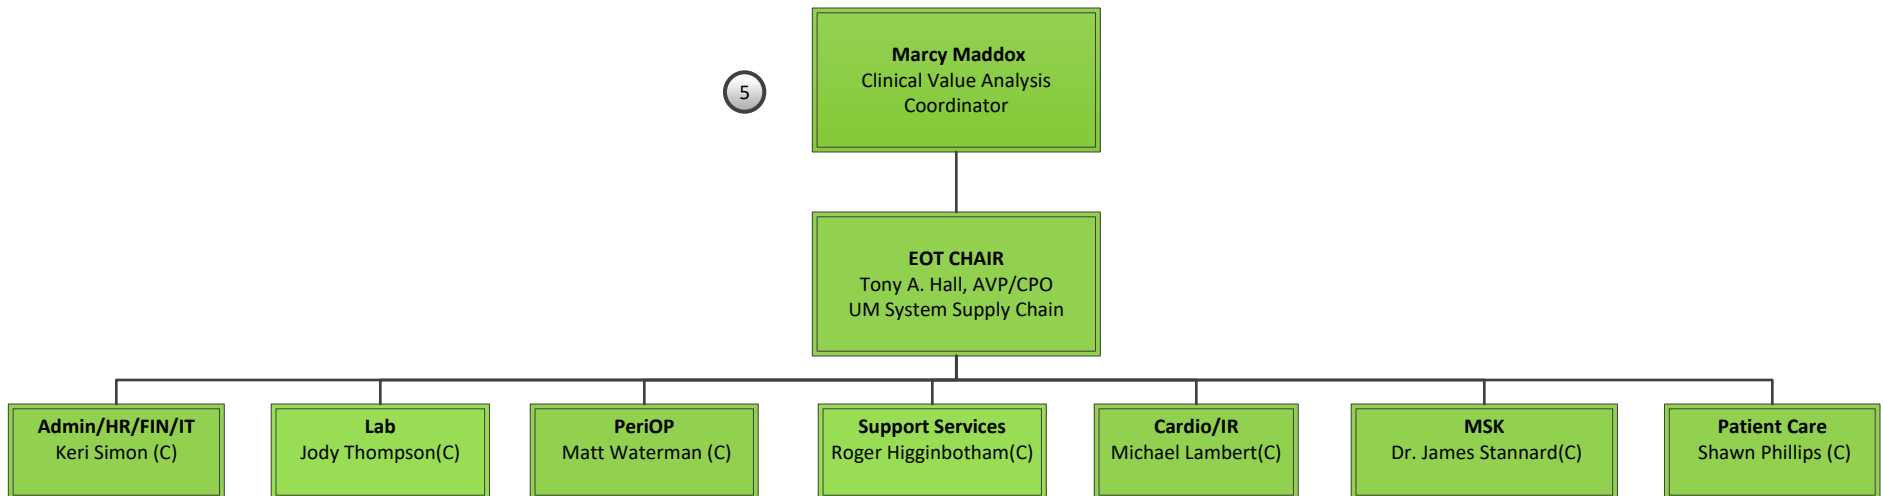 Marcy Maddox
Clinical Value Analysis
Coordinator
5
EOT CHAIR
Tony A. Hall, AVP/CPO
UM System Supply Chain
Admin/HR/FIN/IT
Keri Simon (C)
Lab
Jody Thompson(C)
PeriOP
Matt Waterman (C)
Support Services
Roger Higginbotham(C)
Cardio/IR
Michael Lambert(C)
MSK
Dr. James Stannard(C)
Patient Care
Shawn Phillips (C)